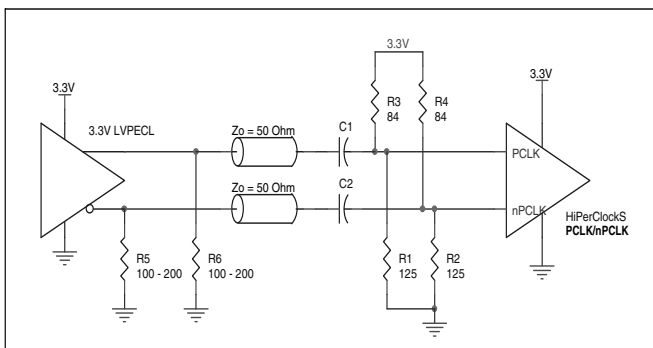 3.3V
3.3V
3.3V
3.3V LVPECL
R3
84
R4
84
Zo = 50 Ohm
C1
PCLK
Zo = 50 Ohm
C2
nPCLK
HiPerClockS
PCLK/nPCLK
R5
100 - 200
R6
100 - 200
R1
125
R2
125